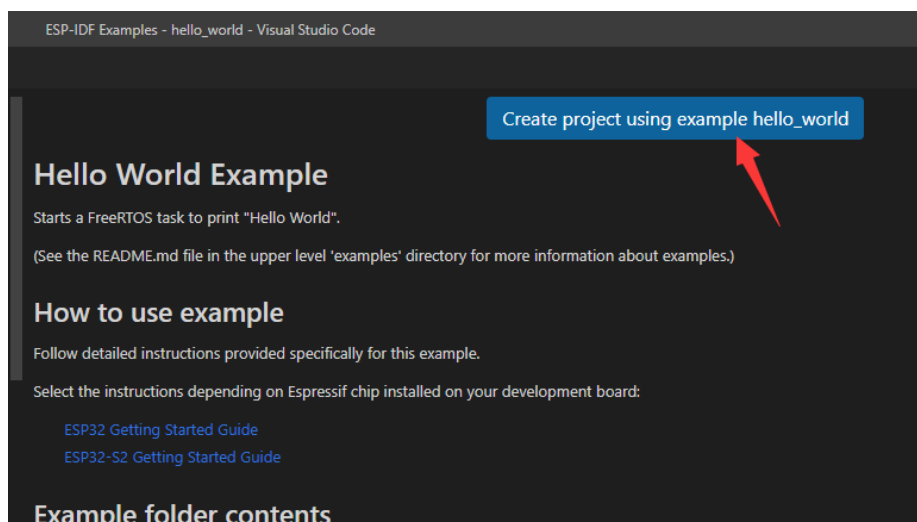 ESP-IDF Examples - hello_world - Visual Studio Code
Create project using example hello_world
Hello World Example
Starts a FreeRTOS task to print "Hello World".
(See the README.md file in the upper level 'examples' directory for more information about examples.)
How to use example
Follow detailed instructions provided specifically for this example.
Select the instructions depending on Espressif chip installed on your development board:
ESP32 Getting Started Guide
ESP32-S2 Getting Started Guide
Example folder contents